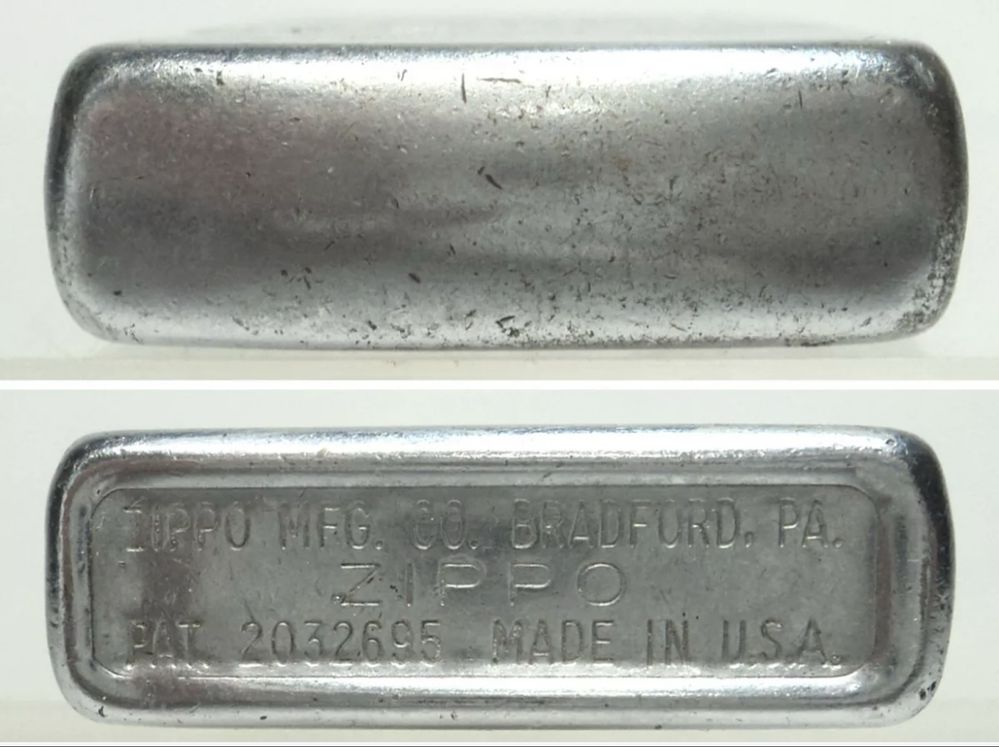 ZIPPO MFG. CO. BRADFORD, PA.
ZIPPO
PAT. 2032695 MADE IN U.S.A.